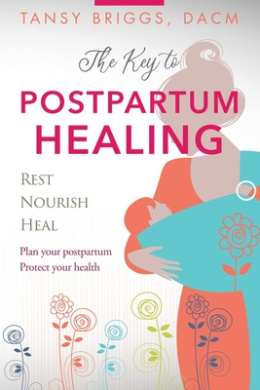 TANSY BRIGGS, DACM
The Key to
POSTPARTUM
HEALING
REST
NOURISH
HEAL
Plan your postpartum
Protect your health